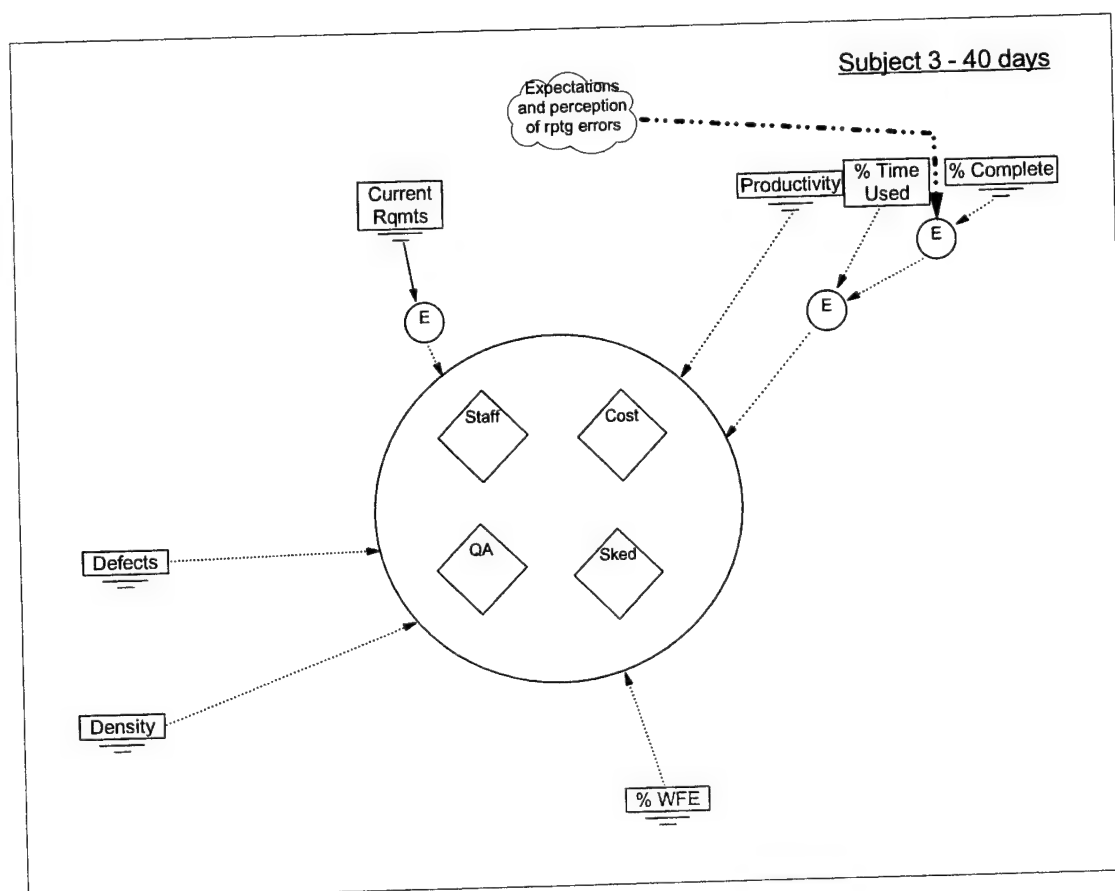 Subject 3 - 40 days
Expectations
and perception
of rptg errors
Current
Rqmts
Productivity
% Time
Used
% Complete
E
E
E
Staff
Cost
QA
Sked
Defects
Density
% WFE